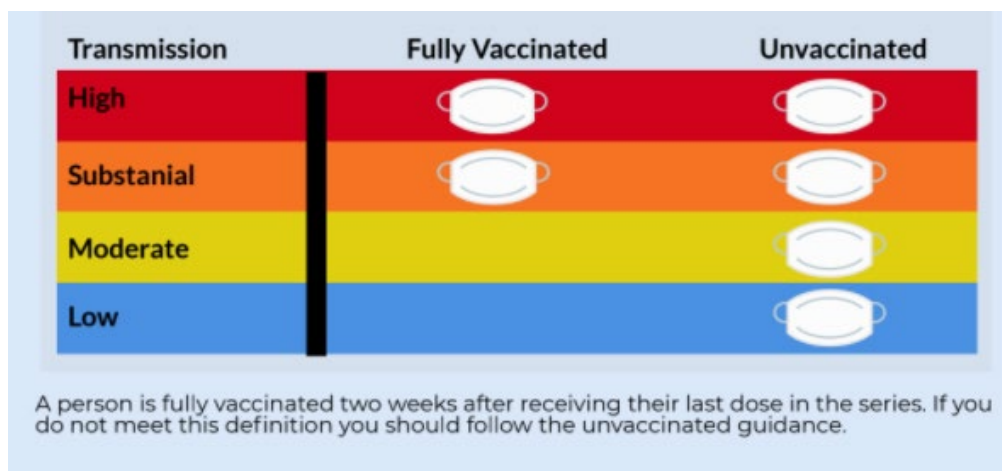 Transmission Fully Vaccinated Unvaccinated
High
Substanial
Moderate
Low
A person is fully vaccinated two weeks after receiving their last dose in the series. If you
do not meet this definition you should follow the unvaccinated guidance.